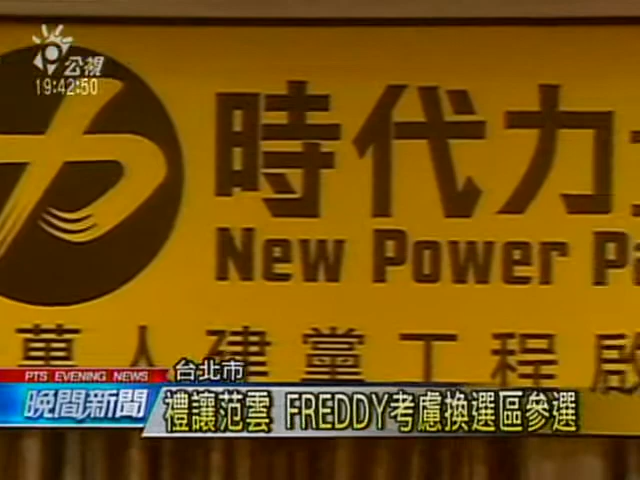 公視
19:42:50
力
時代力
New Power Pa
萬人建黨工程啟
PTS EVENING NEWS
台北市
晚間新聞
禮讓范雲 FREDDY考慮換選區參選